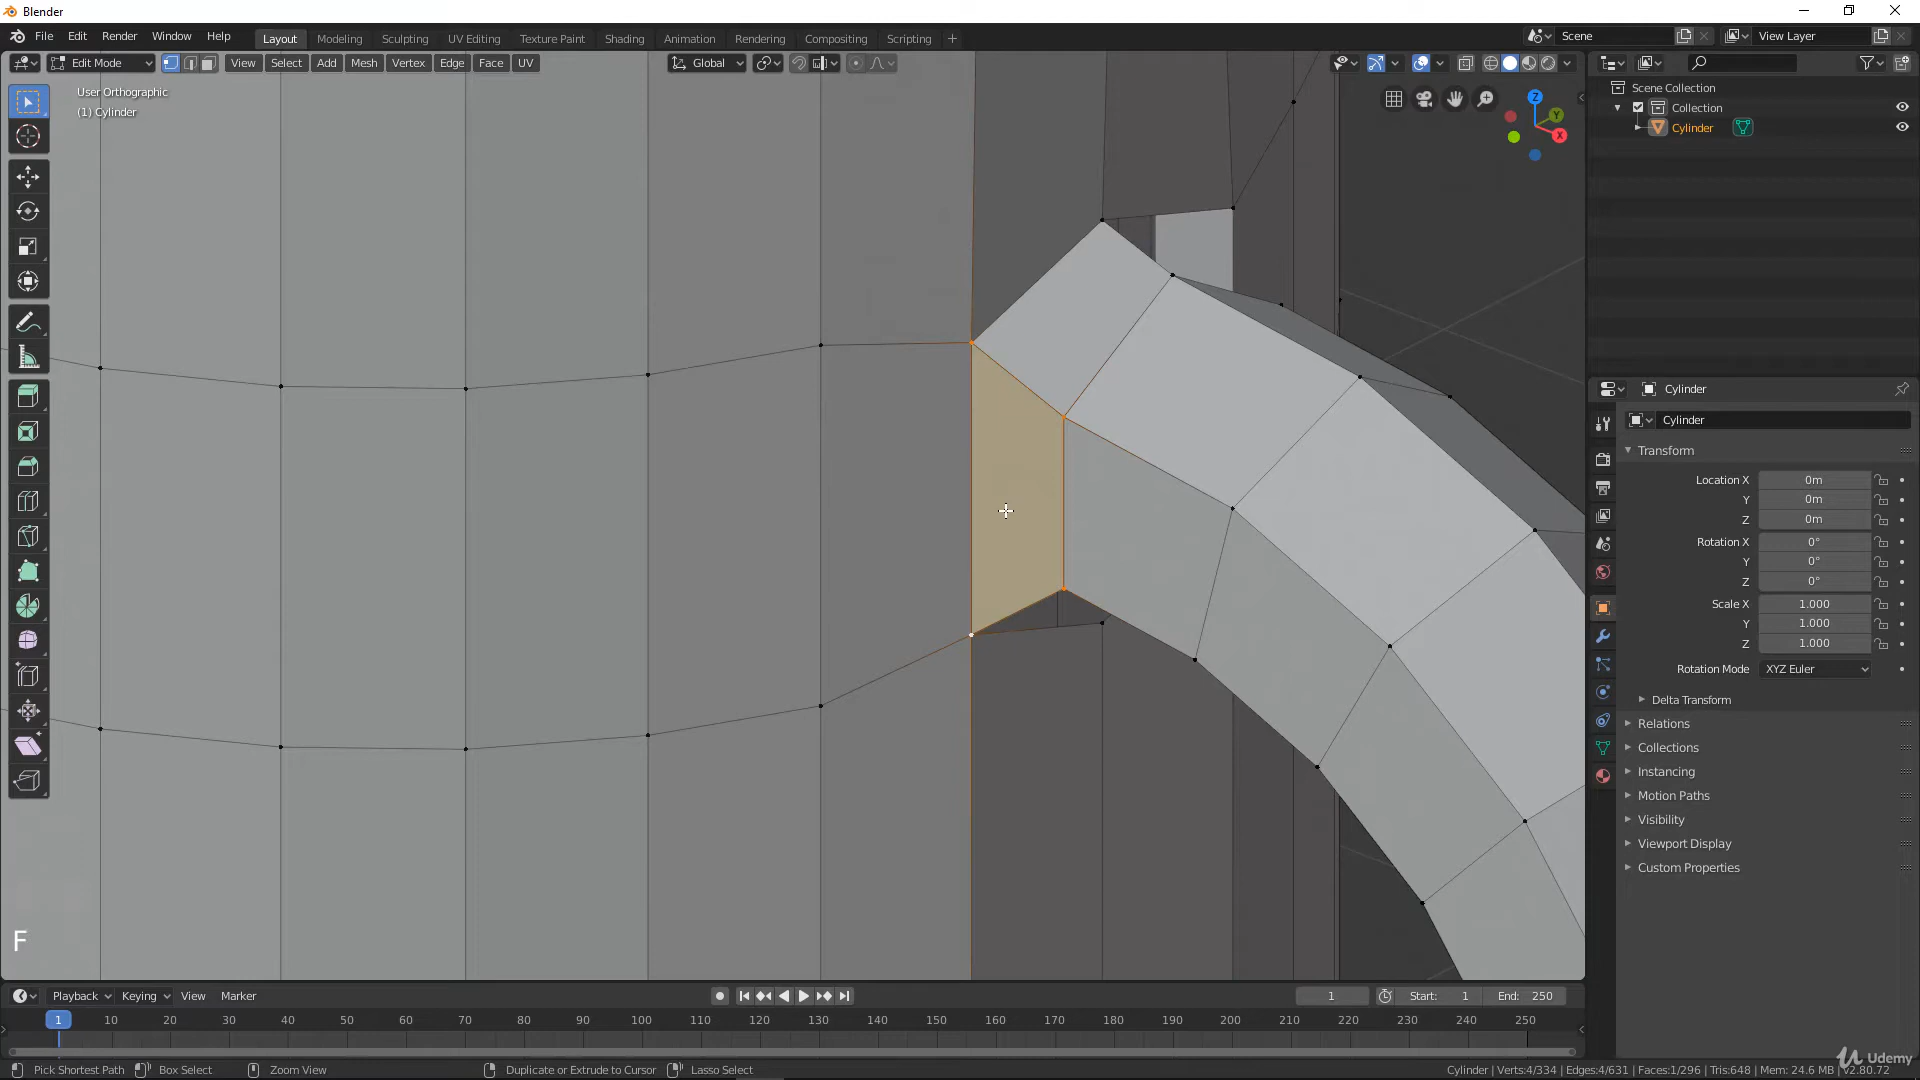 Blender
File Edit Render Window Help
Layout Modeling Sculpting UV Editing Texture Paint Shading Animation Rendering Compositing Scripting
Scene
View Layer
Edit Mode
View Select Add Mesh Vertex Edge Face UV
Global
User Orthographic
(1) Cylinder
Z
Y
X
Scene Collection
Collection
Cylinder
Cylinder
Cylinder
Transform
Location X 0m
Y 0m
Z 0m
Rotation X 0°
Y 0°
Z 0°
Scale X 1.000
Y 1.000
Z 1.000
Rotation Mode XYZ Euler
Delta Transform
Relations
Collections
Instancing
Motion Paths
Visibility
Viewport Display
Custom Properties
F
Playback Keying View Marker
1
Start: 1
End: 250
1 10 20 30 40 50 60 70 80 90 100 110 120 130 140 150 160 170 180 190 200 210 220 230 240 250
Pick Shortest Path Box Select Zoom View Duplicate or Extrude to Cursor Lasso Select
Cylinder | Verts:4/334 | Edges:4/631 | Faces:1/296 | Tris:648 | Mem: 24.6 MB | v2.80.72
Udemy